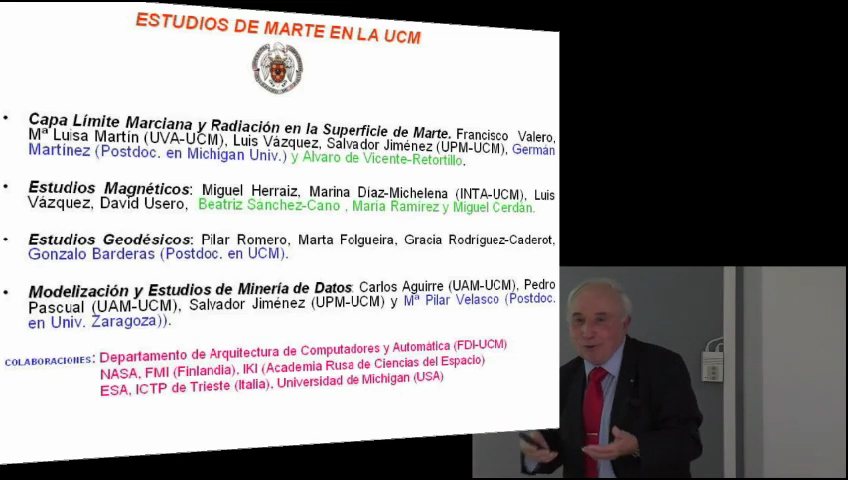 ESTUDIOS DE MARTE EN LA UCM
• Capa Límite Marciana y Radiación en la Superficie de Marte. Francisco Valero,
Mª Luisa Martín (UVA-UCM), Luis Vázquez, Salvador Jiménez (UPM-UCM), Germán
Martínez (Postdoc. en Michigan Univ.) y Alvaro de Vicente-Retortillo.
• Estudios Magnéticos: Miguel Herraiz, Marina Díaz-Michelena (INTA-UCM), Luis
Vázquez, David Usero, Beatriz Sánchez-Cano , María Ramírez y Miguel Cerdán.
• Estudios Geodésicos: Pilar Romero, Marta Folgueira, Gracia Rodríguez-Caderot,
Gonzalo Barderas (Postdoc. en UCM).
• Modelización y Estudios de Minería de Datos: Carlos Aguirre (UAM-UCM), Pedro
Pascual (UAM-UCM), Salvador Jiménez (UPM-UCM) y Mª Pilar Velasco (Postdoc.
en Univ. Zaragoza)).
COLABORACIONES: Departamento de Arquitectura de Computadores y Automática (FDI-UCM)
NASA, FMI (Finlandia), IKI (Academia Rusa de Ciencias del Espacio)
ESA, ICTP de Trieste (Italia), Universidad de Michigan (USA)